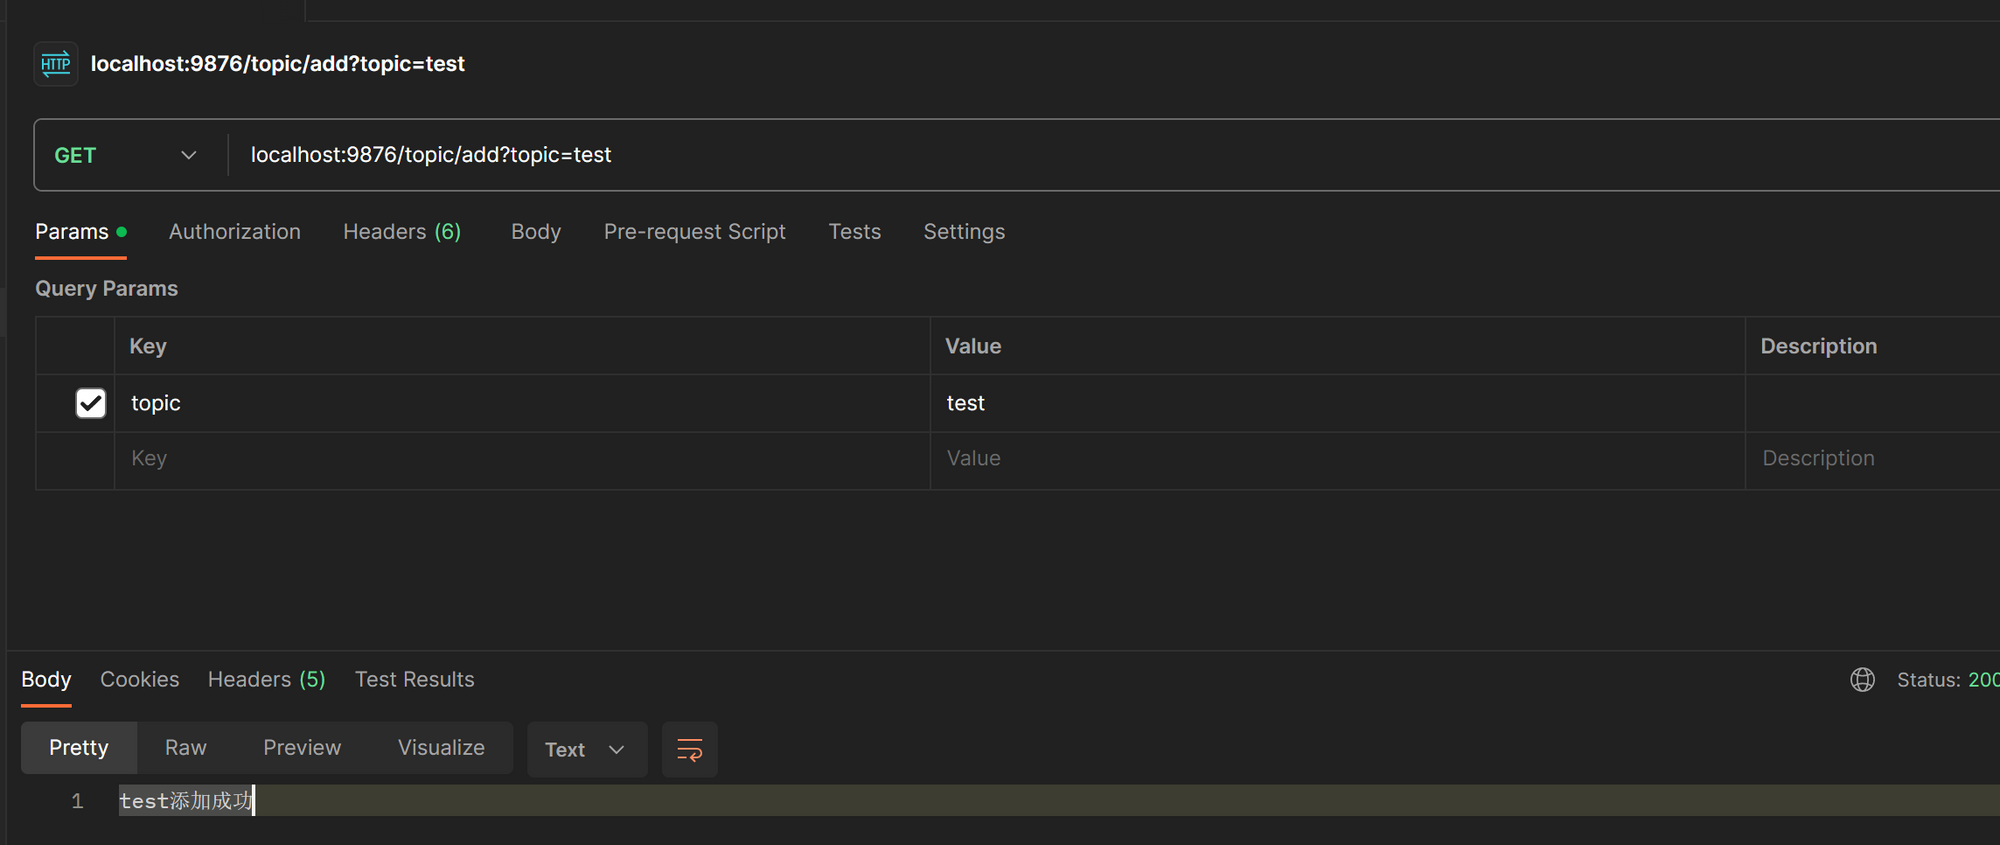 HTTP localhost:9876/topic/add?topic=test
GET localhost:9876/topic/add?topic=test
Params Authorization Headers (6) Body Pre-request Script Tests Settings
Query Params
Key Value Description
topic test
Key Value Description
Body Cookies Headers (5) Test Results Status: 200
Pretty Raw Preview Visualize Text
1 test添加成功